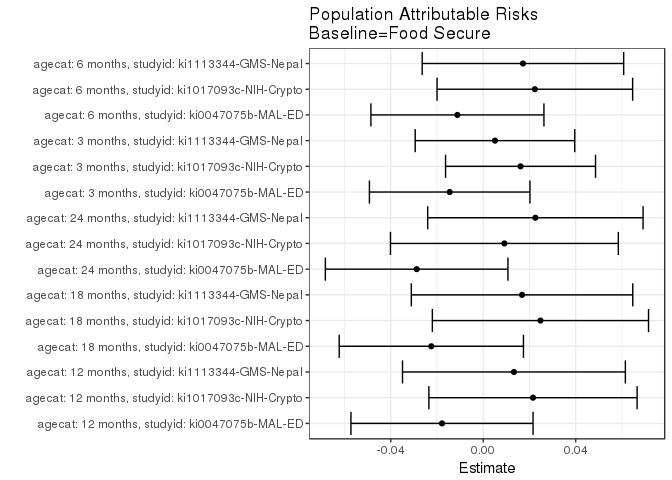 Population Attributable Risks
Baseline=Food Secure
agecat: 6 months, studyid: ki1113344-GMS-Nepal
agecat: 6 months, studyid: ki1017093c-NIH-Crypto
agecat: 6 months, studyid: ki0047075b-MAL-ED
agecat: 3 months, studyid: ki1113344-GMS-Nepal
agecat: 3 months, studyid: ki1017093c-NIH-Crypto
agecat: 3 months, studyid: ki0047075b-MAL-ED
agecat: 24 months, studyid: ki1113344-GMS-Nepal
agecat: 24 months, studyid: ki1017093c-NIH-Crypto
agecat: 24 months, studyid: ki0047075b-MAL-ED
agecat: 18 months, studyid: ki1113344-GMS-Nepal
agecat: 18 months, studyid: ki1017093c-NIH-Crypto
agecat: 18 months, studyid: ki0047075b-MAL-ED
agecat: 12 months, studyid: ki1113344-GMS-Nepal
agecat: 12 months, studyid: ki1017093c-NIH-Crypto
agecat: 12 months, studyid: ki0047075b-MAL-ED
-0.04 0.00 0.04
Estimate